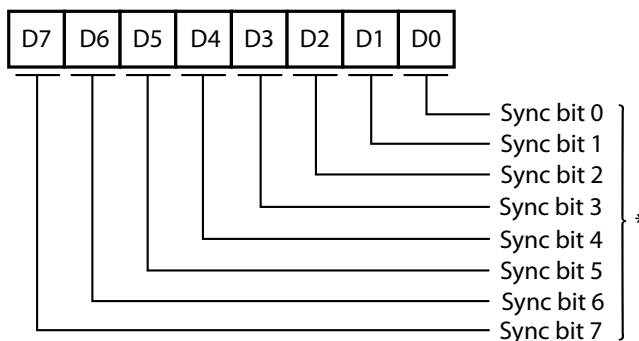 D7 D6 D5 D4 D3 D2 D1 D0
Sync bit 0
Sync bit 1
Sync bit 2
Sync bit 3
Sync bit 4
Sync bit 5
Sync bit 6
Sync bit 7
*